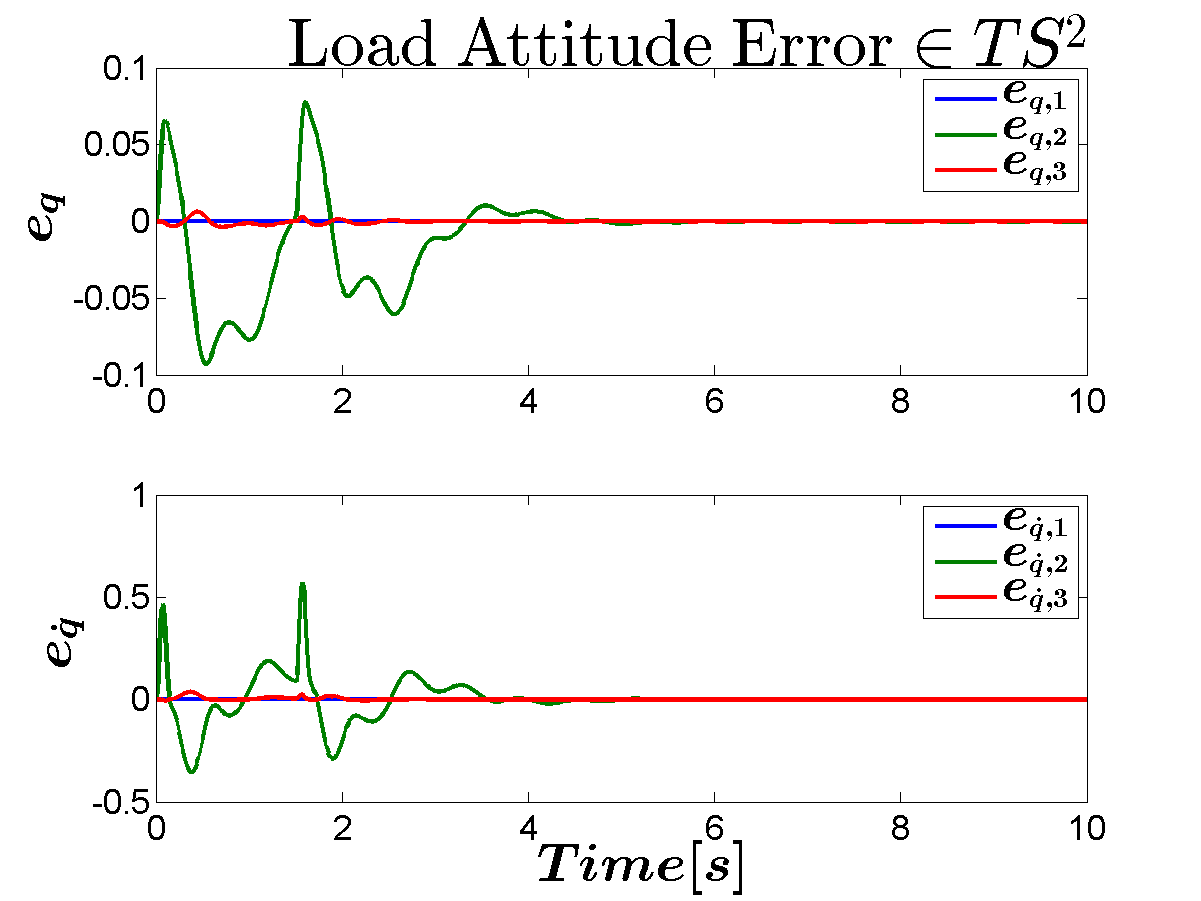 Load Attitude Error ∈ TS²
0.1
0.05
0
-0.05
-0.1
e_q
e_{q,1}
e_{q,2}
e_{q,3}
0 2 4 6 8 10
1
0.5
0
-0.5
e_{q̇}
e_{q̇,1}
e_{q̇,2}
e_{q̇,3}
0 2 4 6 8 10
Time[s]